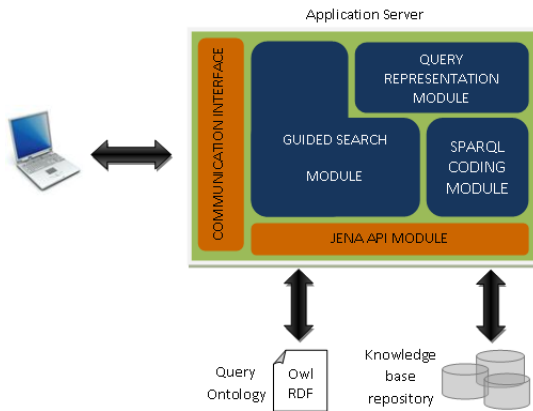 Application Server
COMMUNICATION INTERFACE
QUERY
REPRESENTATION
MODULE
GUIDED SEARCH
MODULE
SPARQL
CODING
MODULE
JENA API MODULE
Query
Ontology
Owl
RDF
Knowledge
base
repository